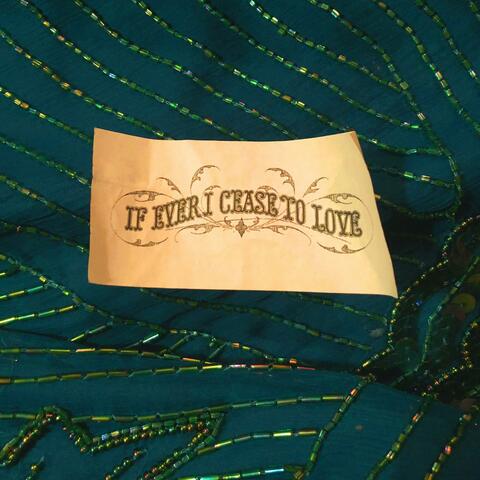 IF EVER I CEASE TO LOVE